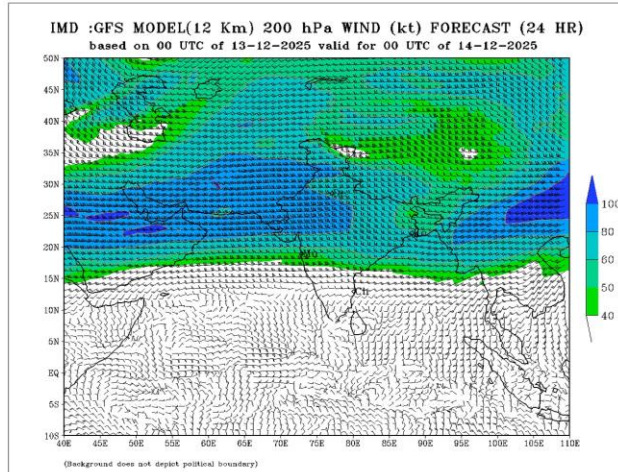 IMD :GFS MODEL(12 Km) 200 hPa WIND (kt) FORECAST (24 HR)
based on 00 UTC of 13-12-2025 valid for 00 UTC of 14-12-2025
50N
45N
40N
35N
30N
25N
20N
15N
10N
5N
EQ
5S
10S
40E 45E 50E 55E 60E 65E 70E 75E 80E 85E 90E 95E 100E 105E 110E
Mu
Ch
100
80
60
50
40
(Background does not depict political boundary)